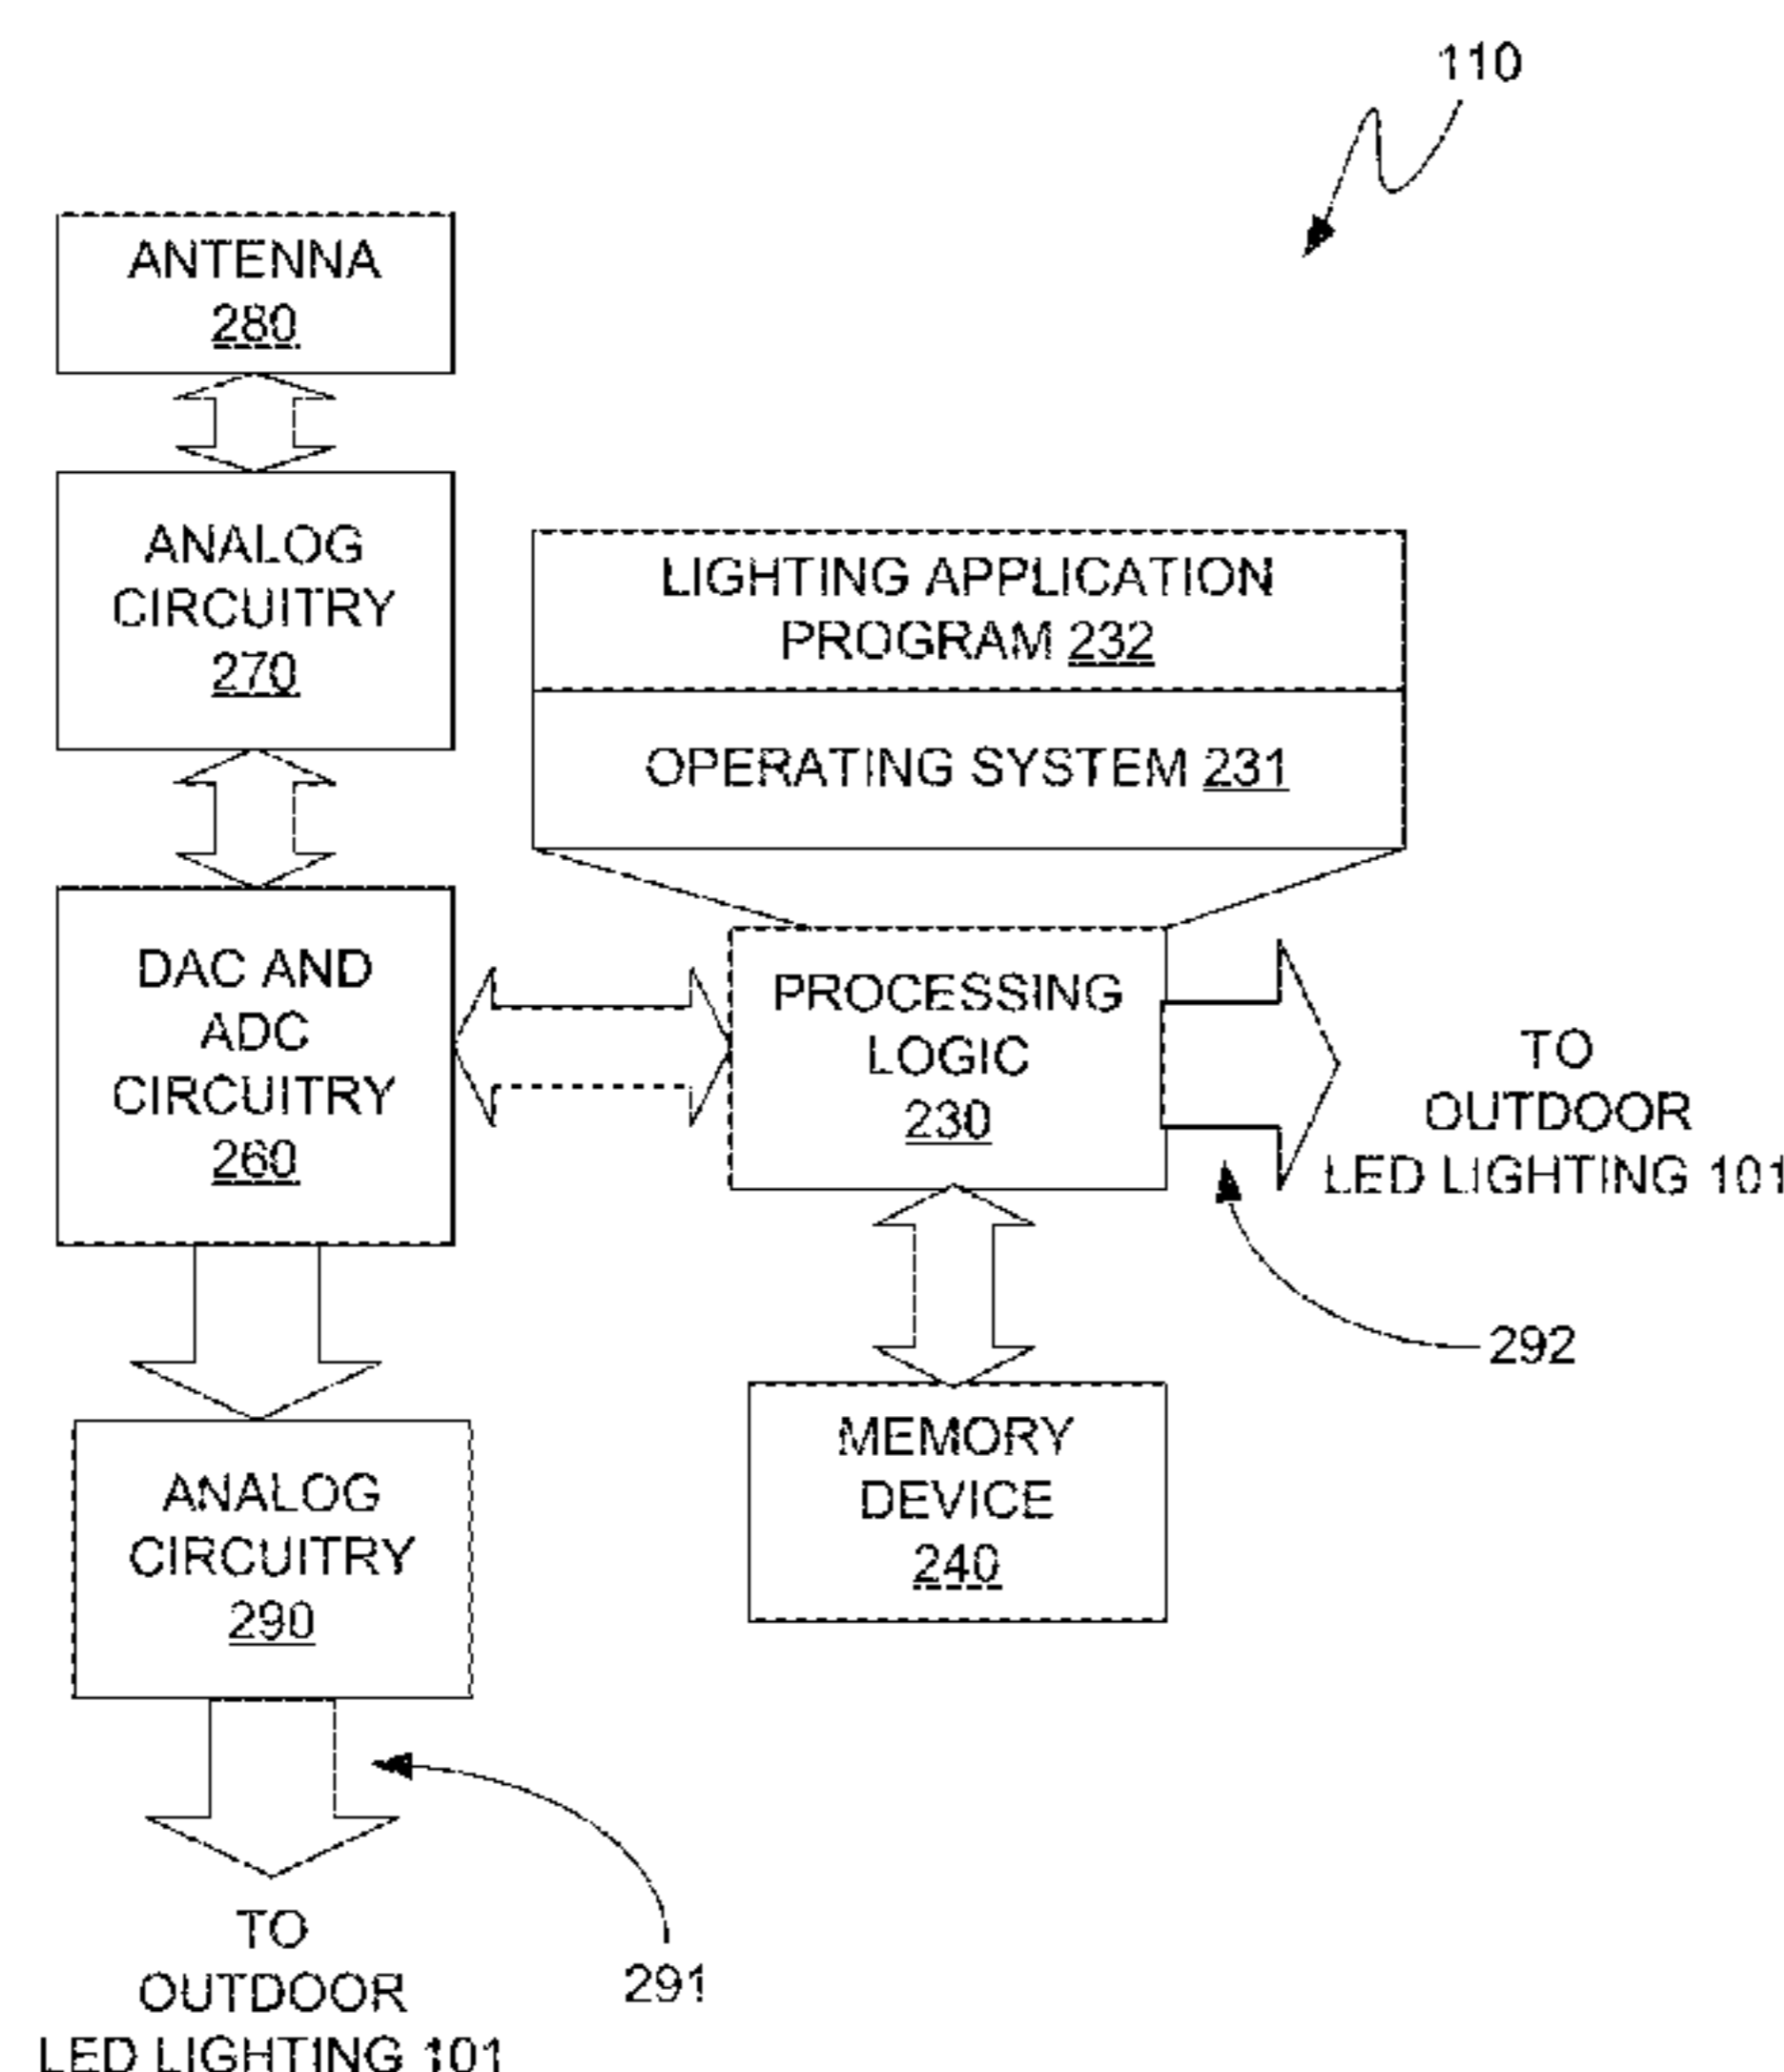 110
ANTENNA
280
ANALOG
CIRCUITRY
270
LIGHTING APPLICATION
PROGRAM 232
OPERATING SYSTEM 231
DAC AND
ADC
CIRCUITRY
260
PROCESSING
LOGIC
230
TO
OUTDOOR
LED LIGHTING 101
292
MEMORY
DEVICE
240
ANALOG
CIRCUITRY
290
291
TO
OUTDOOR
LED LIGHTING 101